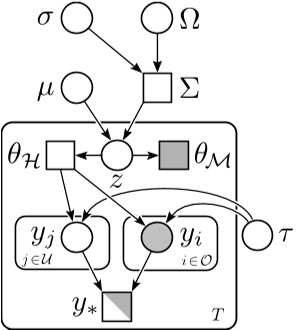 σ Ω
μ Σ
θ_ℋ z θ_ℳ
y_j y_i τ
j∈𝒰 i∈𝒪
y_* T